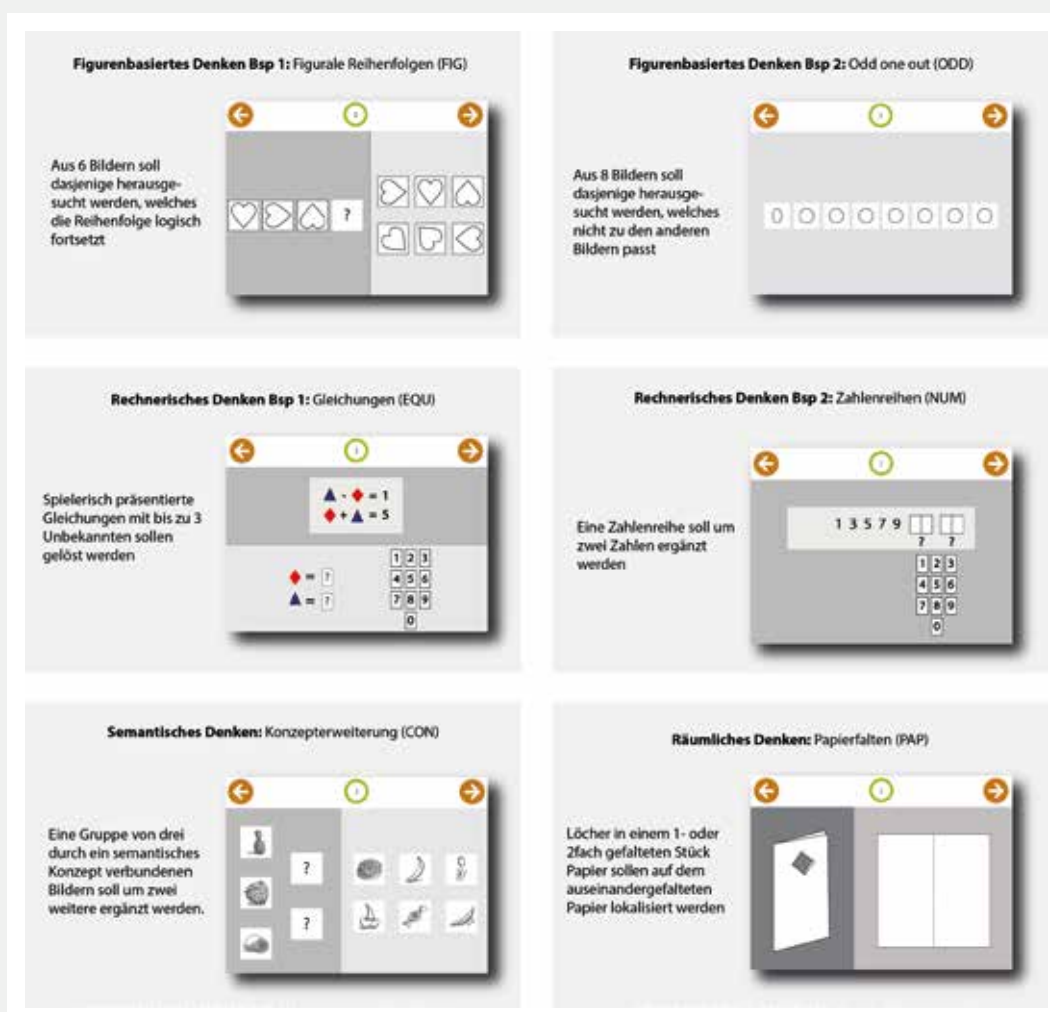 Figurenbasiertes Denken Bsp 1: Figurale Reihenfolgen (FIG)
Aus 6 Bildern soll
dasjenige herausge-
sucht werden, welches
die Reihenfolge logisch
fortsetzt
?
Figurenbasiertes Denken Bsp 2: Odd one out (ODD)
Aus 8 Bildern soll
dasjenige herausge-
sucht werden, welches
nicht zu den anderen
Bildern passt
Rechnerisches Denken Bsp 1: Gleichungen (EQU)
Spielerisch präsentierte
Gleichungen mit bis zu 3
Unbekannten sollen
gelöst werden
- = 1
+ = 5
= ?
= ?
1 2 3
4 5 6
7 8 9
0
Rechnerisches Denken Bsp 2: Zahlenreihen (NUM)
Eine Zahlenreihe soll um
zwei Zahlen ergänzt
werden
1 3 5 7 9
? ?
1 2 3
4 5 6
7 8 9
0
Semantisches Denken: Konzepterweiterung (CON)
Eine Gruppe von drei
durch ein semantisches
Konzept verbundenen
Bildern soll um zwei
weitere ergänzt werden.
?
?
Räumliches Denken: Papierfalten (PAP)
Löcher in einem 1- oder
2fach gefalteten Stück
Papier sollen auf dem
auseinandergefalteten
Papier lokalisiert werden